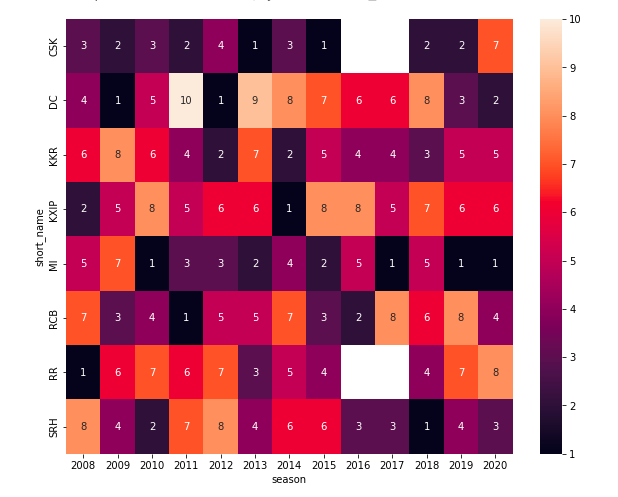 CSK 3 2 3 2 4 1 3 1 2 2 7
DC 4 1 5 10 1 9 8 7 6 6 8 3 2
KKR 6 8 6 4 2 7 2 5 4 4 3 5 5
KXIP 2 5 8 5 6 6 1 8 8 5 7 6 6
MI 5 7 1 3 3 2 4 2 5 1 5 1 1
RCB 7 3 4 1 5 5 7 3 2 8 6 8 4
RR 1 6 7 6 7 3 5 4 4 7 8
SRH 8 4 2 7 8 4 6 6 3 3 1 4 3
2008 2009 2010 2011 2012 2013 2014 2015 2016 2017 2018 2019 2020
season
short_name
10
9
8
7
6
5
4
3
2
1